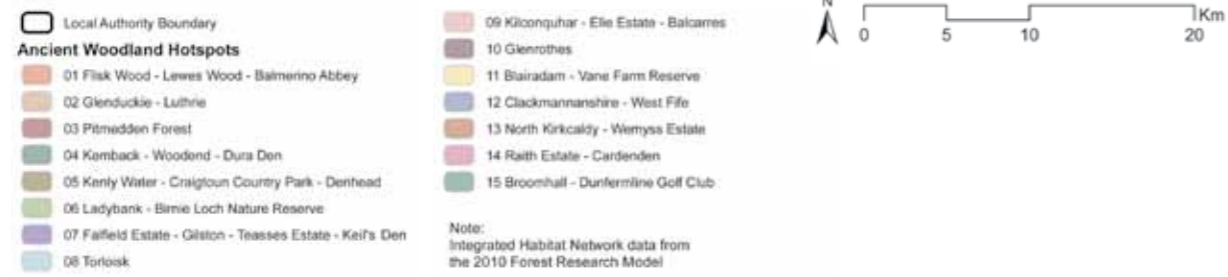 Local Authority Boundary
Ancient Woodland Hotspots
01 Flisk Wood - Lewes Wood - Balmerino Abbey
02 Glenduckie - Luthrie
03 Pitmedden Forest
04 Kemback - Woodend - Dura Den
05 Kenly Water - Craigtoun Country Park - Denhead
06 Ladybank - Birnie Loch Nature Reserve
07 Falfield Estate - Gilston - Teasses Estate - Keil's Den
08 Torloisk
09 Kilconquhar - Elie Estate - Balcarres
10 Glenrothes
11 Blairadam - Vane Farm Reserve
12 Clackmannanshire - West Fife
13 North Kirkcaldy - Wemyss Estate
14 Raith Estate - Cardenden
15 Broomhall - Dunfermline Golf Club
Note:
Integrated Habitat Network data from
the 2010 Forest Research Model
N
Km
0 5 10 20